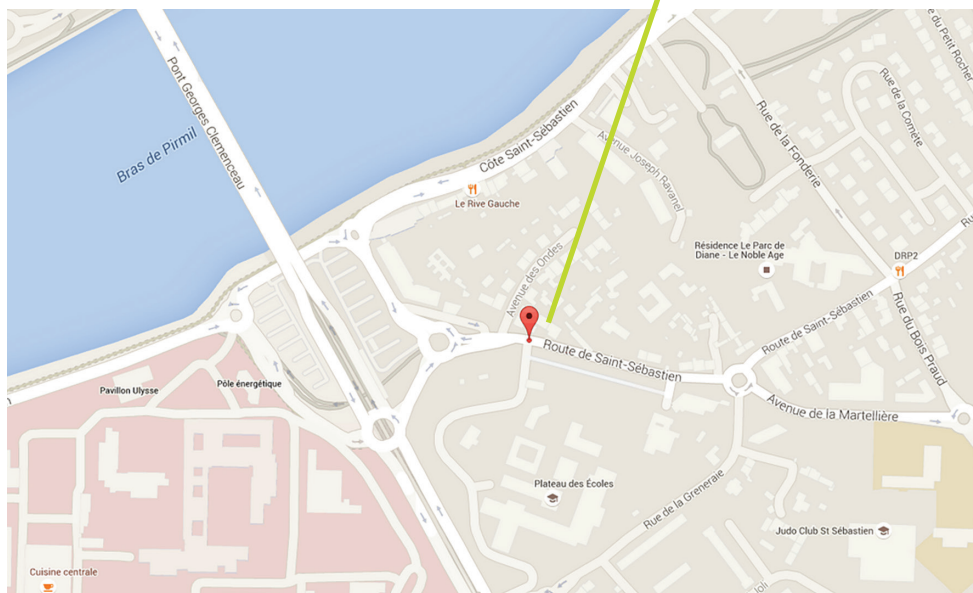 Pont Georges Clemenceau
Bras de Pirmil
Côte Saint-Sébastien
Le Rive Gauche
Avenue Joseph Ravanel
Rue de la Fonderie
Rue de la Comète
du Petit Rocher
Avenue des Ondes
Résidence Le Parc de
Diane - Le Noble Age
DRP2
Route de Saint-Sébastien
Route de Saint-Sébastien
Rue du Bois Praud
Avenue de la Martellière
Pavillon Ulysse
Pôle énergétique
Plateau des Écoles
Rue de la Greneraie
Judo Club St Sébastien
Cuisine centrale